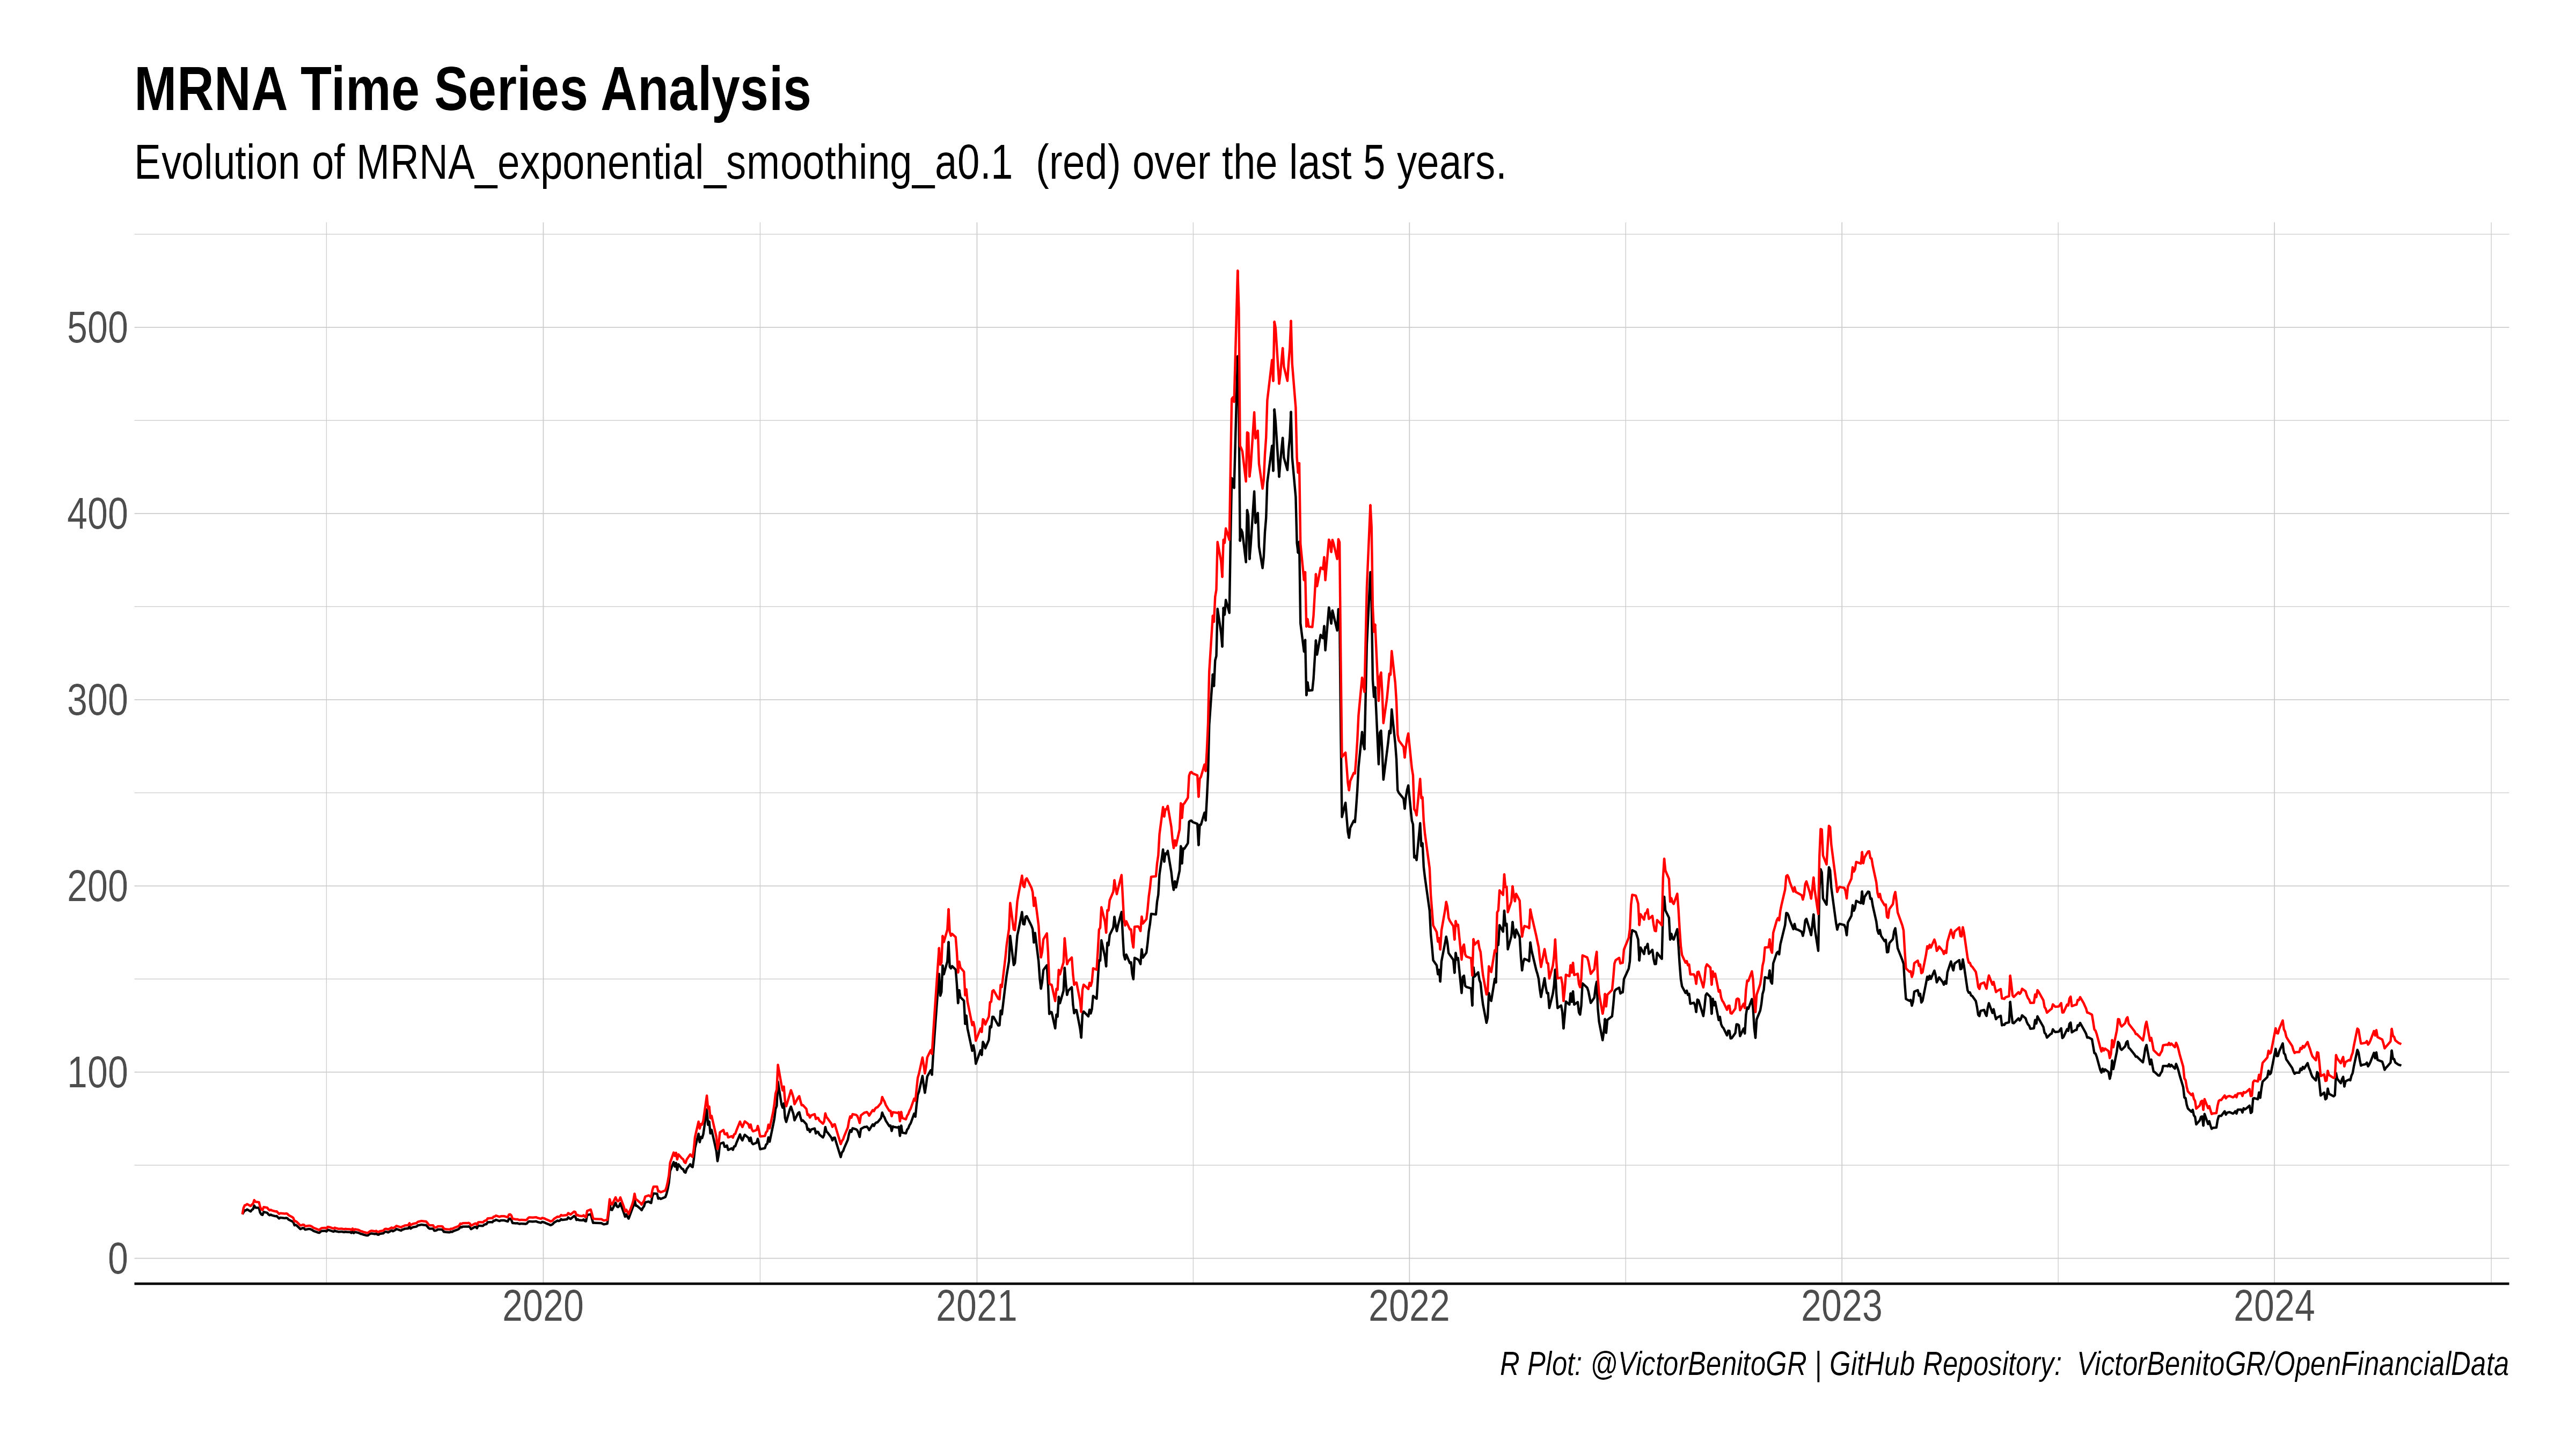 MRNA Time Series Analysis
Evolution of MRNA_exponential_smoothing_a0.1  (red) over the last 5 years.
500
400
300
200
100
0
2020 2021 2022 2023 2024
R Plot: @VictorBenitoGR | GitHub Repository:  VictorBenitoGR/OpenFinancialData